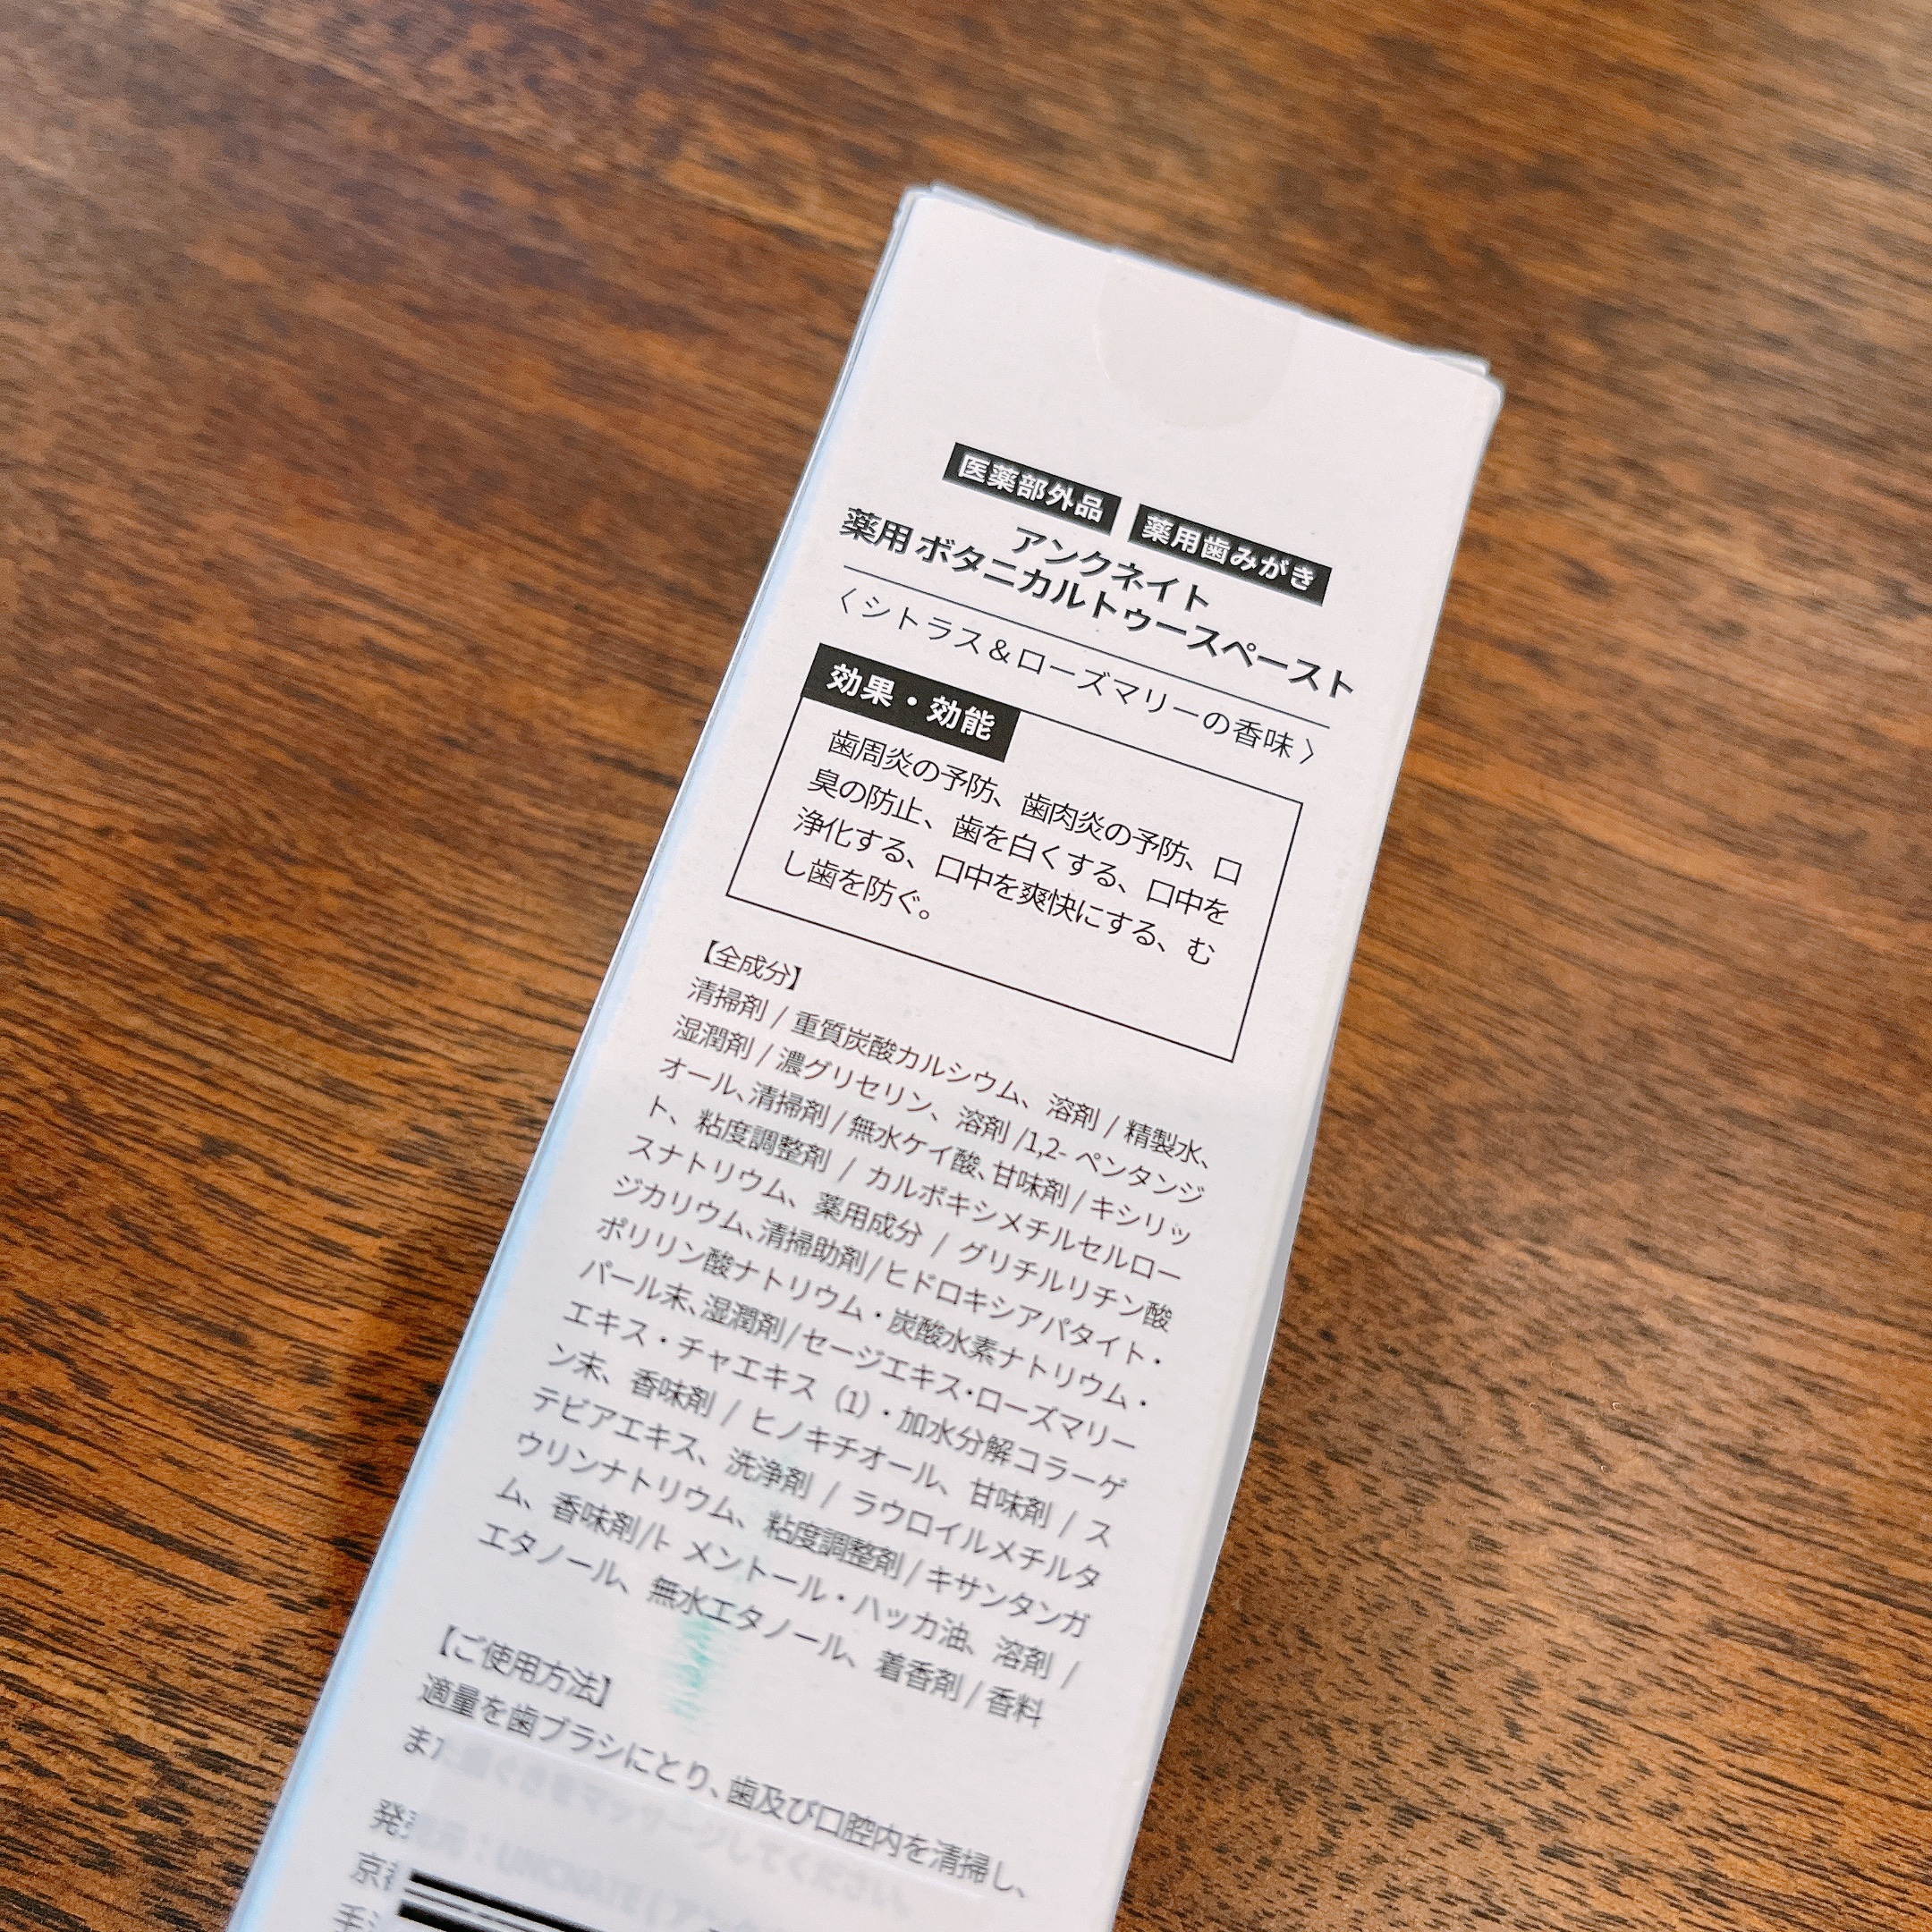 医薬部外品 薬用歯みがき
アンクネイト
薬用 ボタニカルトゥースペースト
〈シトラス＆ローズマリーの香味〉
効果・効能
歯周炎の予防、歯肉炎の予防、口
臭の防止、歯を白くする、口中を
浄化する、口中を爽快にする、む
し歯を防ぐ。
【全成分】
清掃剤 / 重質炭酸カルシウム、溶剤 / 精製水、
湿潤剤 / 濃グリセリン、溶剤 /1,2- ペンタンジ
オール、清掃剤 / 無水ケイ酸、甘味剤 / キシリッ
ト、粘度調整剤 / カルボキシメチルセルロー
スナトリウム、薬用成分 / グリチルリチン酸
ジカリウム、清掃助剤/ヒドロキシアパタイト・
ポリリン酸ナトリウム・炭酸水素ナトリウム・
パール末、湿潤剤/セージエキス・ローズマリー
エキス・チャエキス（1）・加水分解コラーゲ
ン末、香味剤 / ヒノキチオール、甘味剤 / ス
テビアエキス、洗浄剤 / ラウロイルメチルタ
ウリンナトリウム、粘度調整剤 / キサンタンガ
ム、香味剤/l- メントール・ハッカ油、溶剤 /
エタノール、無水エタノール、着香剤 / 香料
【ご使用方法】
適量を歯ブラシにとり、歯及び口腔内を清掃し、
また歯ぐきをマッサージしてください。